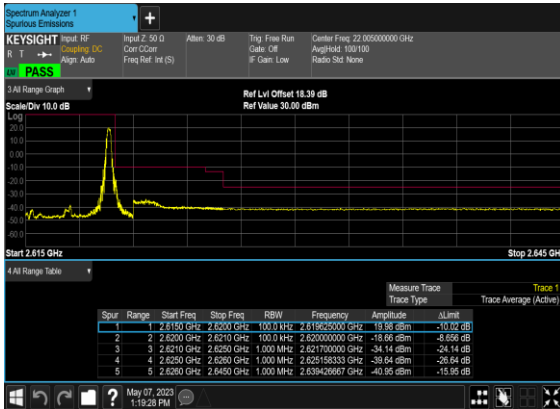 Spectrum Analyzer 1
Spurious Emissions
+
KEYSIGHT Input: RF Input Z: 50 Ω Atten: 30 dB Trig: Free Run Center Freq: 22.005000000 GHz
R T Coupling: DC Corr CCorr Gate: Off Avg|Hold: 100/100
Align: Auto Freq Ref: Int (S) IF Gain: Low Radio Std: None
LXI PASS
3 All Range Graph
Ref Lvl Offset 18.39 dB
Scale/Div 10.0 dB Ref Value 30.00 dBm
Log
20.0
10.0
0.00
-10.0
-20.0
-30.0
-40.0
-50.0
-60.0
Start 2.615 GHz Stop 2.645 GH
4 All Range Table
Measure Trace Trace 1
Trace Type Trace Average (Active)
Spur Range Start Freq Stop Freq RBW Frequency Amplitude ΔLimit
1 1 2.6150 GHz 2.6200 GHz 100.0 kHz 2.619625000 GHz 19.98 dBm -10.02 dB
2 2 2.6200 GHz 2.6210 GHz 100.0 kHz 2.620000000 GHz -18.66 dBm -8.656 dB
3 3 2.6210 GHz 2.6250 GHz 1.000 MHz 2.621700000 GHz -34.14 dBm -24.14 dB
4 4 2.6250 GHz 2.6260 GHz 1.000 MHz 2.625158333 GHz -39.64 dBm -26.64 dB
5 5 2.6260 GHz 2.6450 GHz 1.000 MHz 2.639426667 GHz -40.95 dBm -15.95 dB
? May 07, 2023
1:19:28 PM